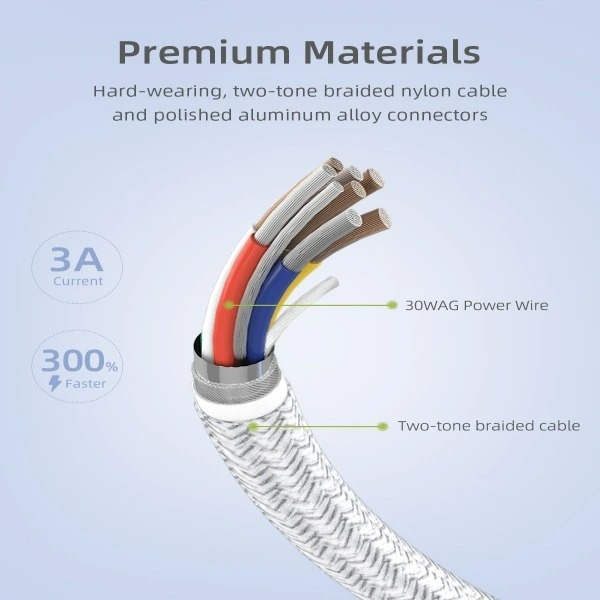 Premium Materials
Hard-wearing, two-tone braided nylon cable
and polished aluminum alloy connectors
3A
Current
30WAG Power Wire
300%
Faster
Two-tone braided cable